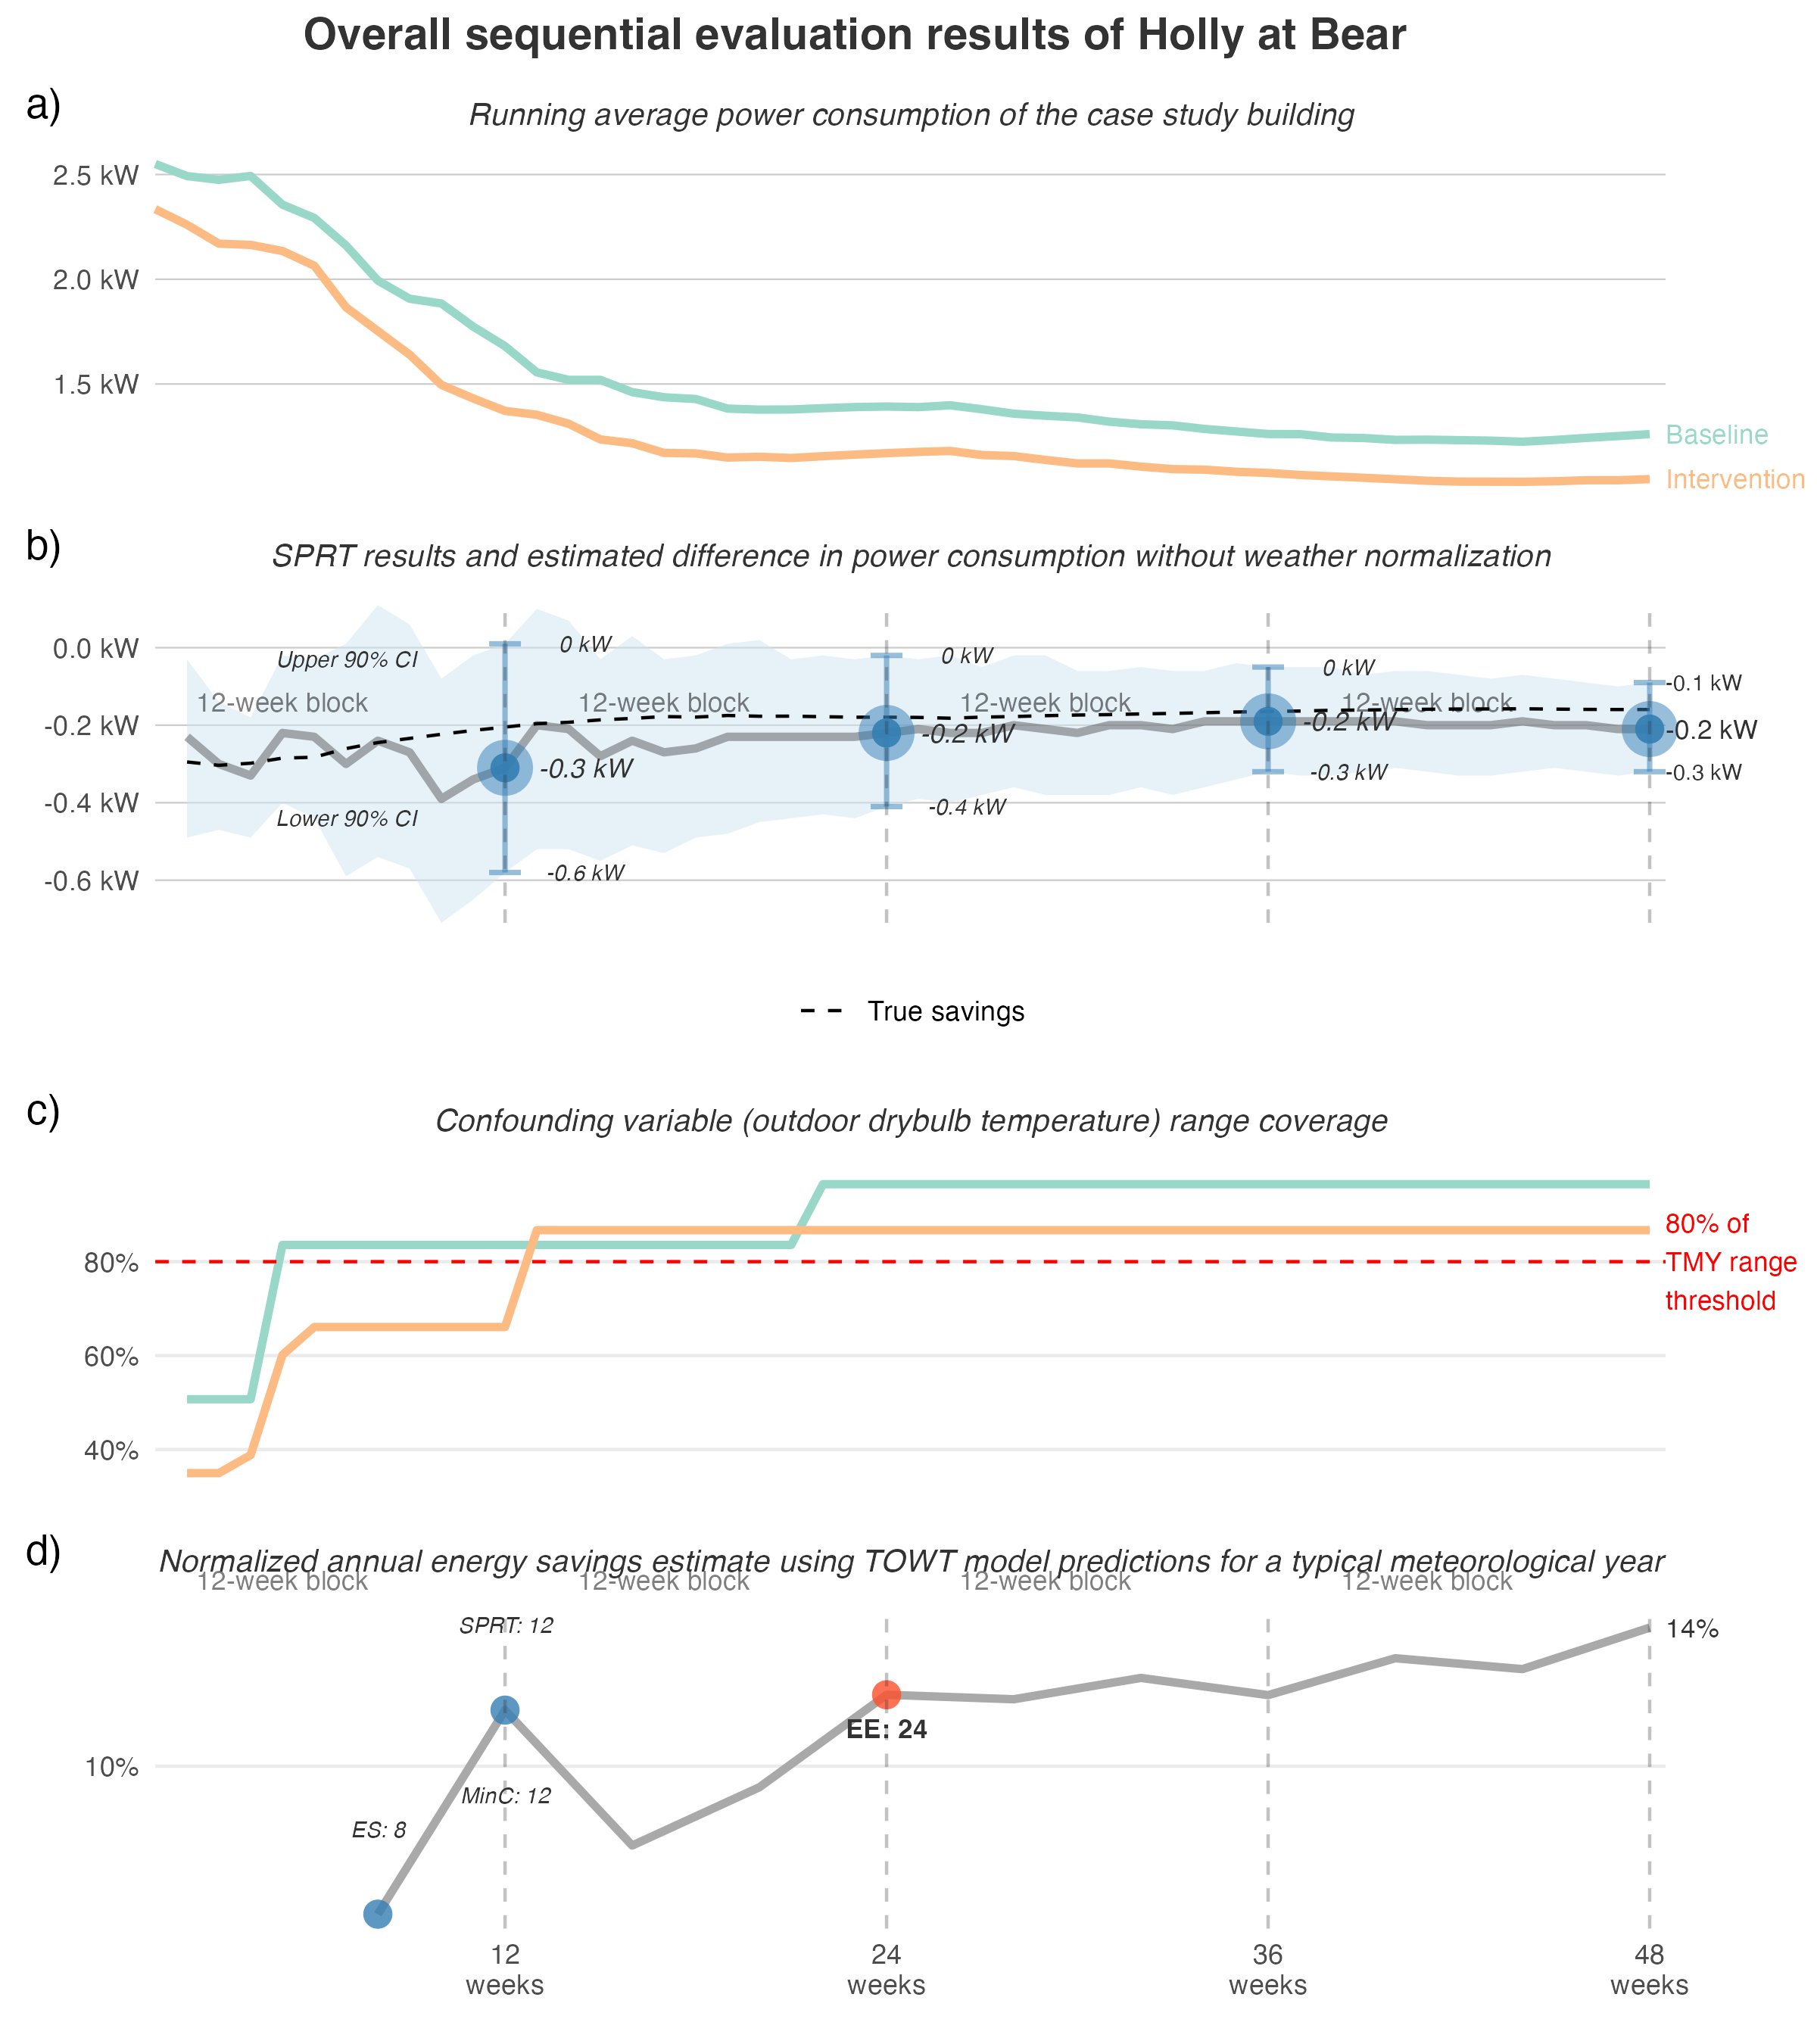 Overall sequential evaluation results of Holly at Bear
a)
Running average power consumption of the case study building
2.5 kW
2.0 kW
1.5 kW
Baseline
Intervention
b)
SPRT results and estimated difference in power consumption without weather normalization
0.0 kW
-0.2 kW
-0.4 kW
-0.6 kW
Upper 90% CI
Lower 90% CI
12-week block
12-week block
12-week block
12-week block
0 kW
-0.3 kW
-0.6 kW
0 kW
-0.2 kW
-0.4 kW
0 kW
-0.2 kW
-0.3 kW
-0.1 kW
-0.2 kW
-0.3 kW
True savings
c)
Confounding variable (outdoor drybulb temperature) range coverage
80%
60%
40%
80% of
TMY range
threshold
d)
Normalized annual energy savings estimate using TOWT model predictions for a typical meteorological year
12-week block
12-week block
12-week block
12-week block
SPRT: 12
MinC: 12
ES: 8
EE: 24
14%
10%
12
weeks
24
weeks
36
weeks
48
weeks